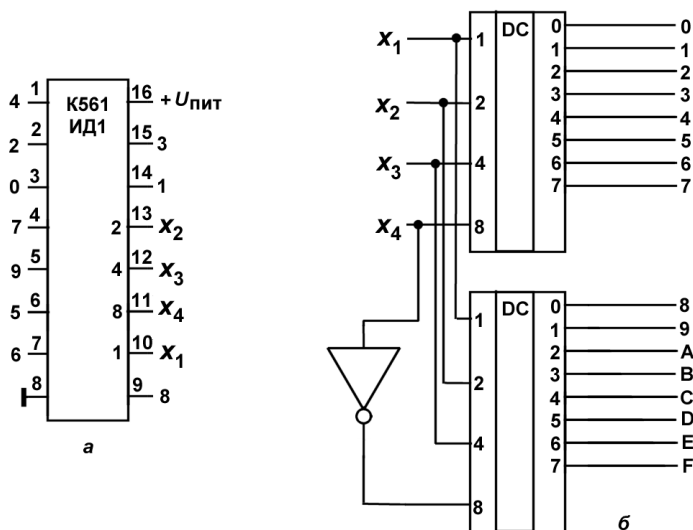 К561
ИД1
4 1 16 +Uпит
2 2 15 3
0 3 14 1
7 4 2 13 x2
9 5 4 12 x3
5 6 8 11 x4
6 7 1 10 x1
8 9 8
а
DC
x1 1
x2 2
x3 4
x4 8
0 0
1 1
2 2
3 3
4 4
5 5
6 6
7 7
DC
1
2
4
8
0 8
1 9
2 A
3 B
4 C
5 D
6 E
7 F
б